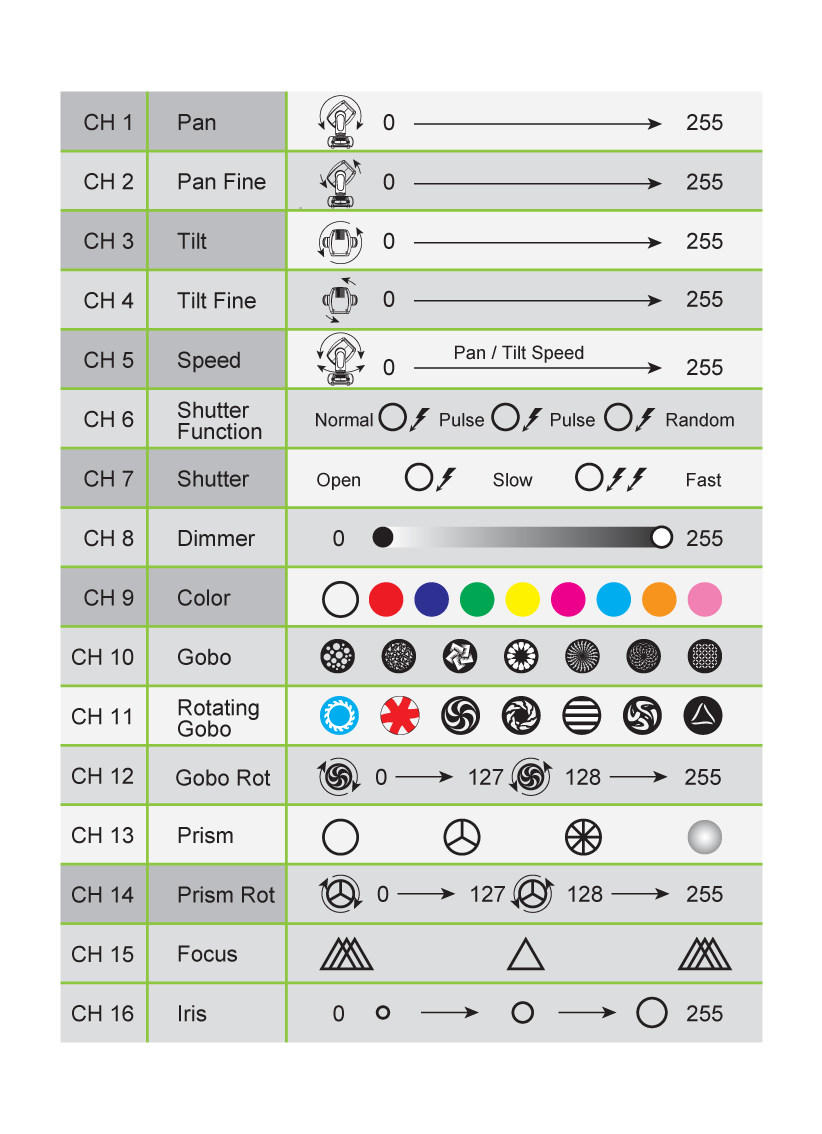 CH 1 Pan 0 255
CH 2 Pan Fine 0 255
CH 3 Tilt 0 255
CH 4 Tilt Fine 0 255
CH 5 Speed 0 Pan / Tilt Speed 255
CH 6 Shutter Function Normal Pulse Pulse Random
CH 7 Shutter Open Slow Fast
CH 8 Dimmer 0 255
CH 9 Color
CH 10 Gobo
CH 11 Rotating Gobo
CH 12 Gobo Rot 0 127 128 255
CH 13 Prism
CH 14 Prism Rot 0 127 128 255
CH 15 Focus
CH 16 Iris 0 255